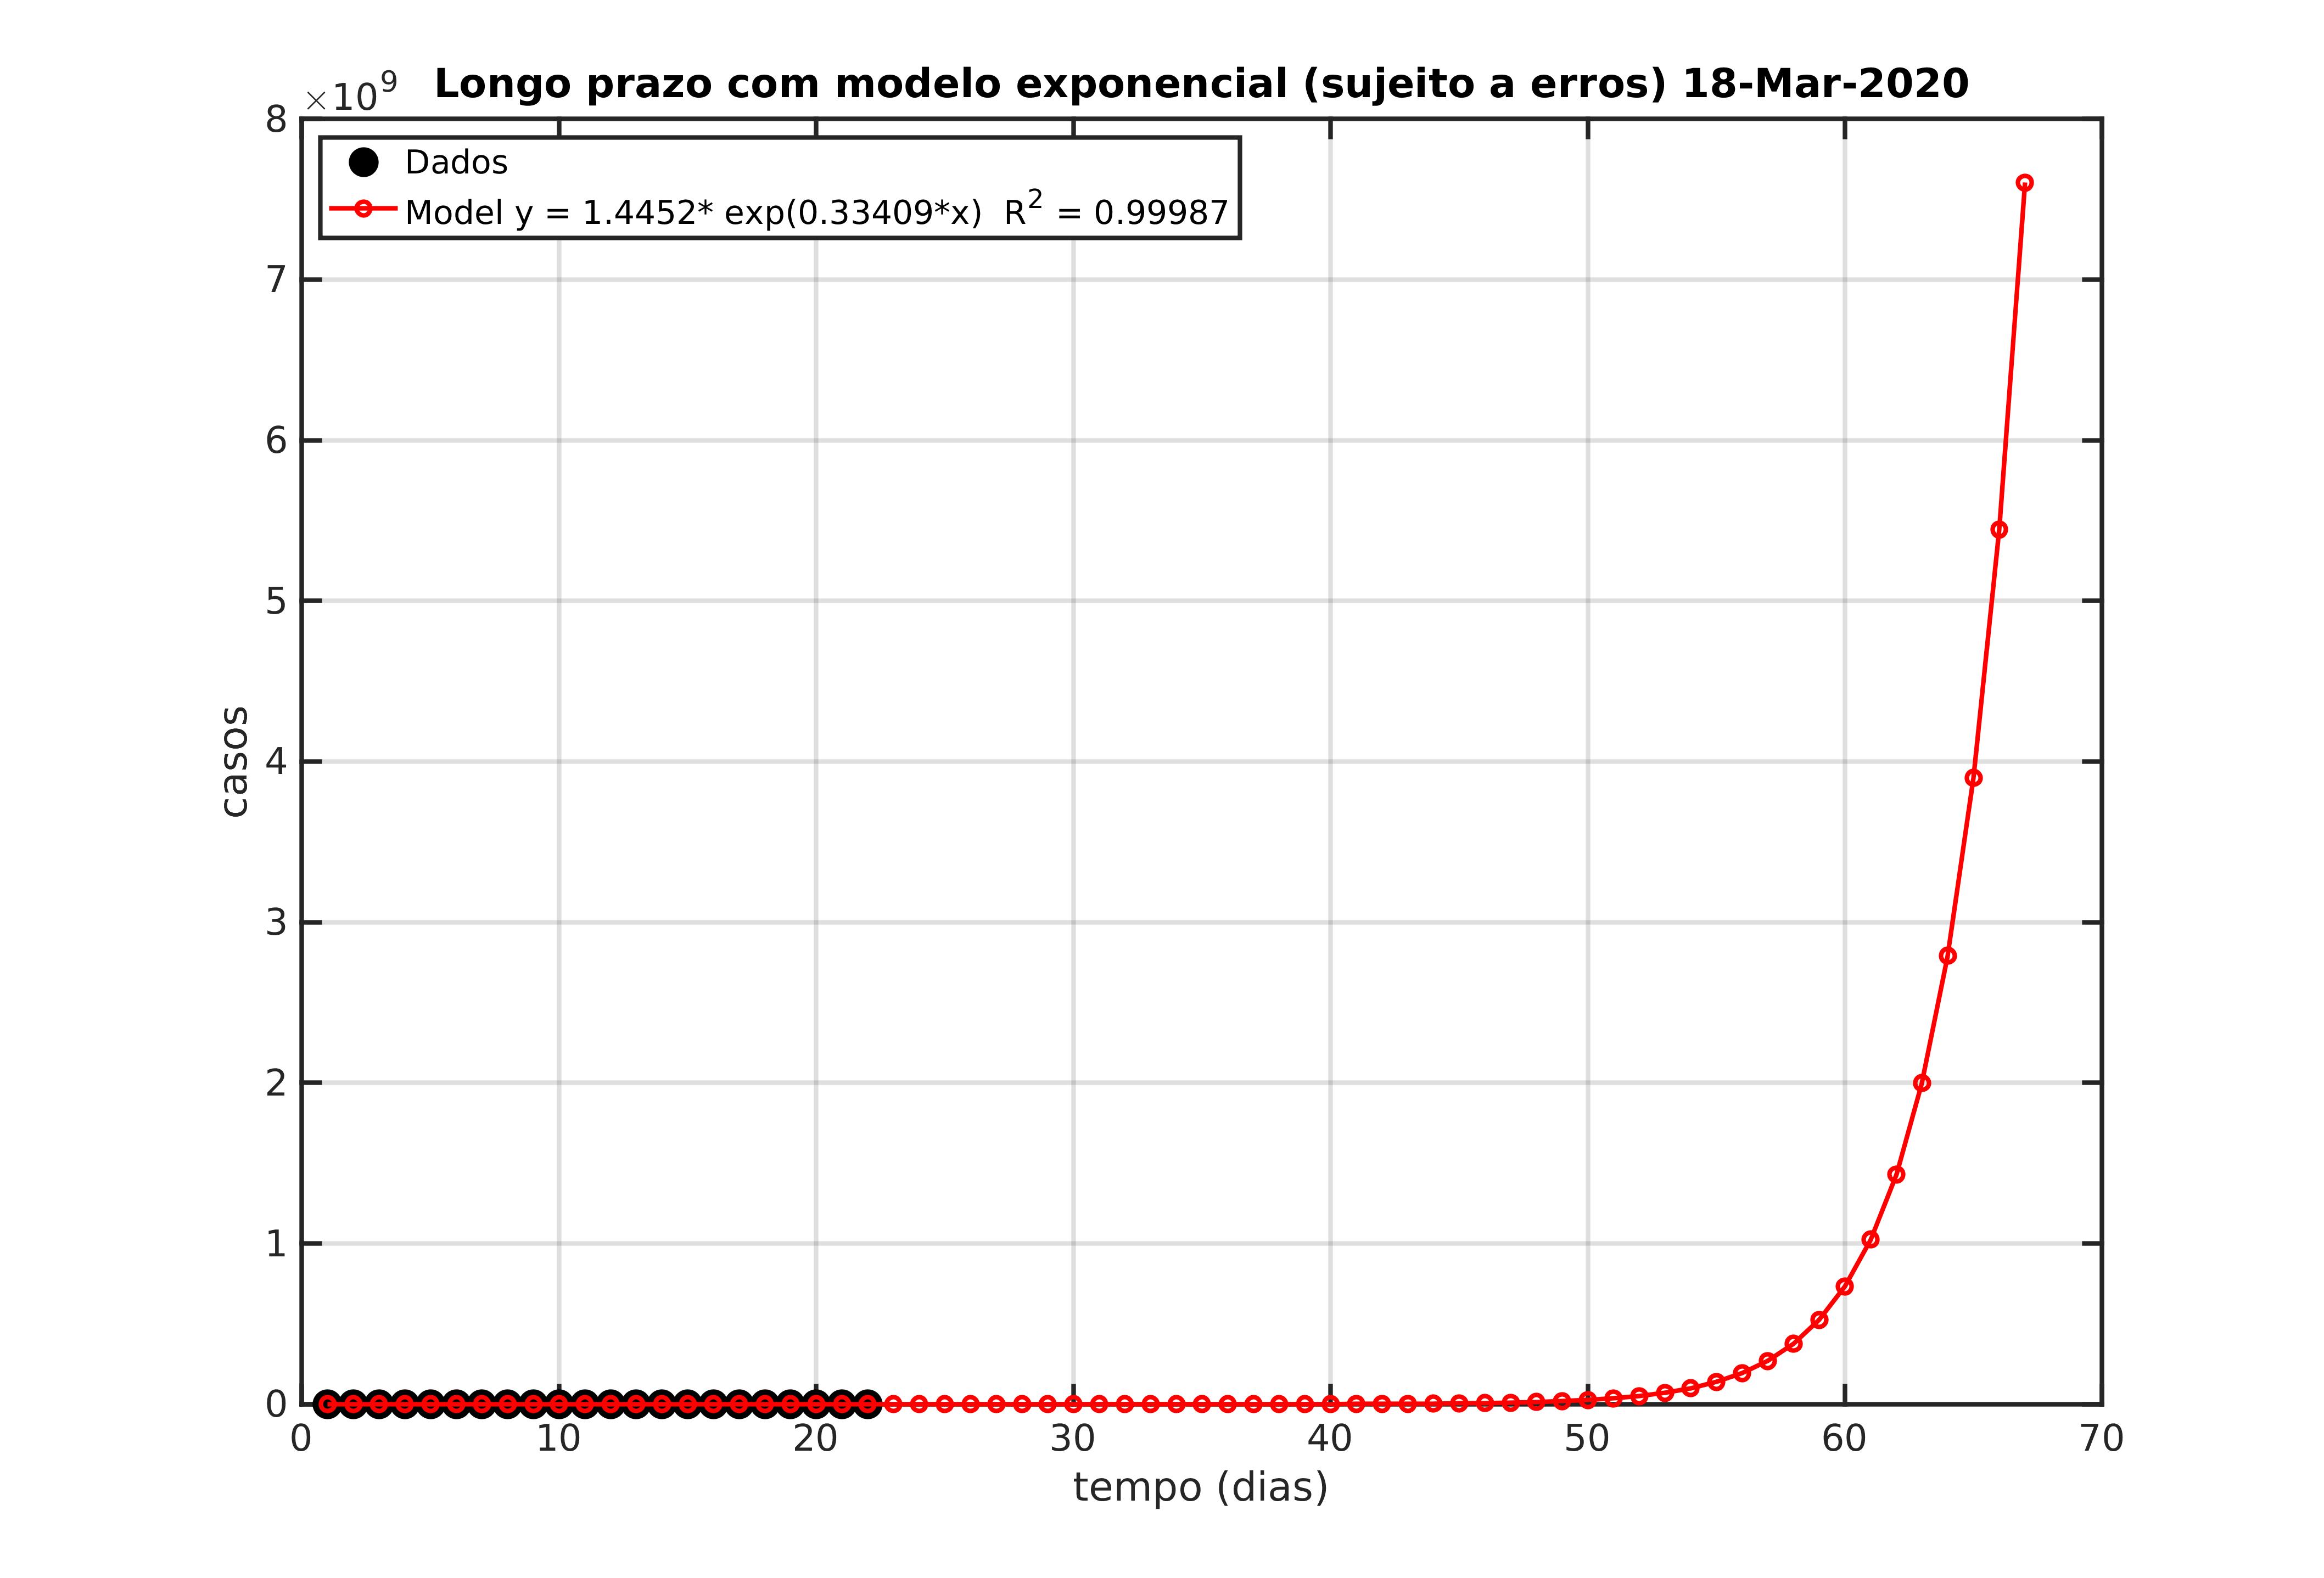 ×10^9
Longo prazo com modelo exponencial (sujeito a erros) 18-Mar-2020
Dados
Model y = 1.4452* exp(0.33409*x)  R^2 = 0.99987
8
7
6
5
4
3
2
1
0
casos
0 10 20 30 40 50 60 70
tempo (dias)